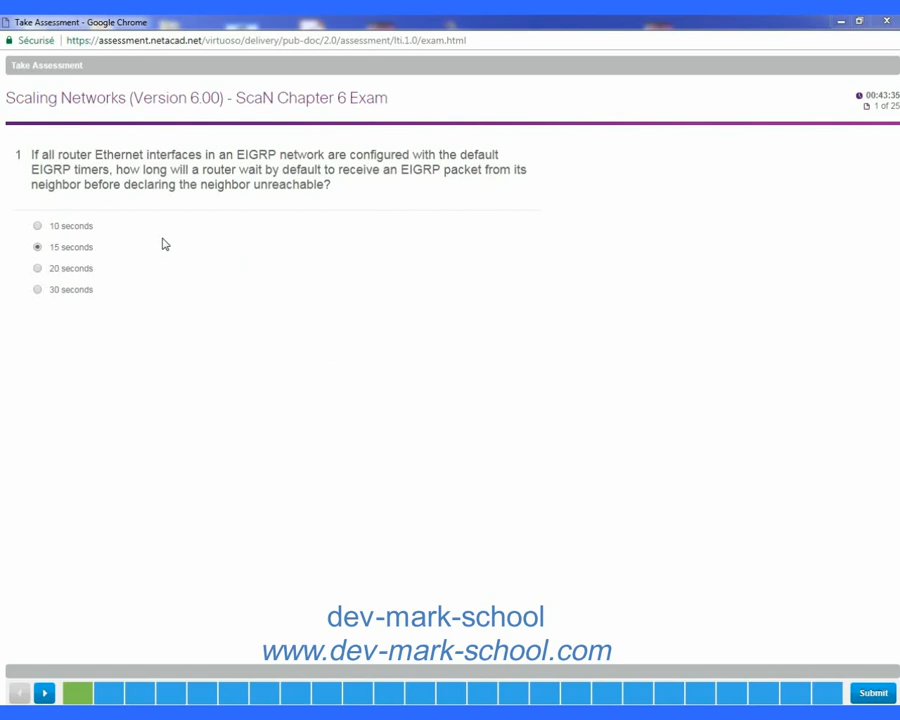 Take Assessment - Google Chrome
Sécurisé https://assessment.netacad.net/virtuoso/delivery/pub-doc/2.0/assessment/lti.1.0/exam.html
Take Assessment
Scaling Networks (Version 6.00) - ScaN Chapter 6 Exam
00:43:35
1 of 25
1 If all router Ethernet interfaces in an EIGRP network are configured with the default
EIGRP timers, how long will a router wait by default to receive an EIGRP packet from its
neighbor before declaring the neighbor unreachable?
10 seconds
15 seconds
20 seconds
30 seconds
dev-mark-school
www.dev-mark-school.com
Submit